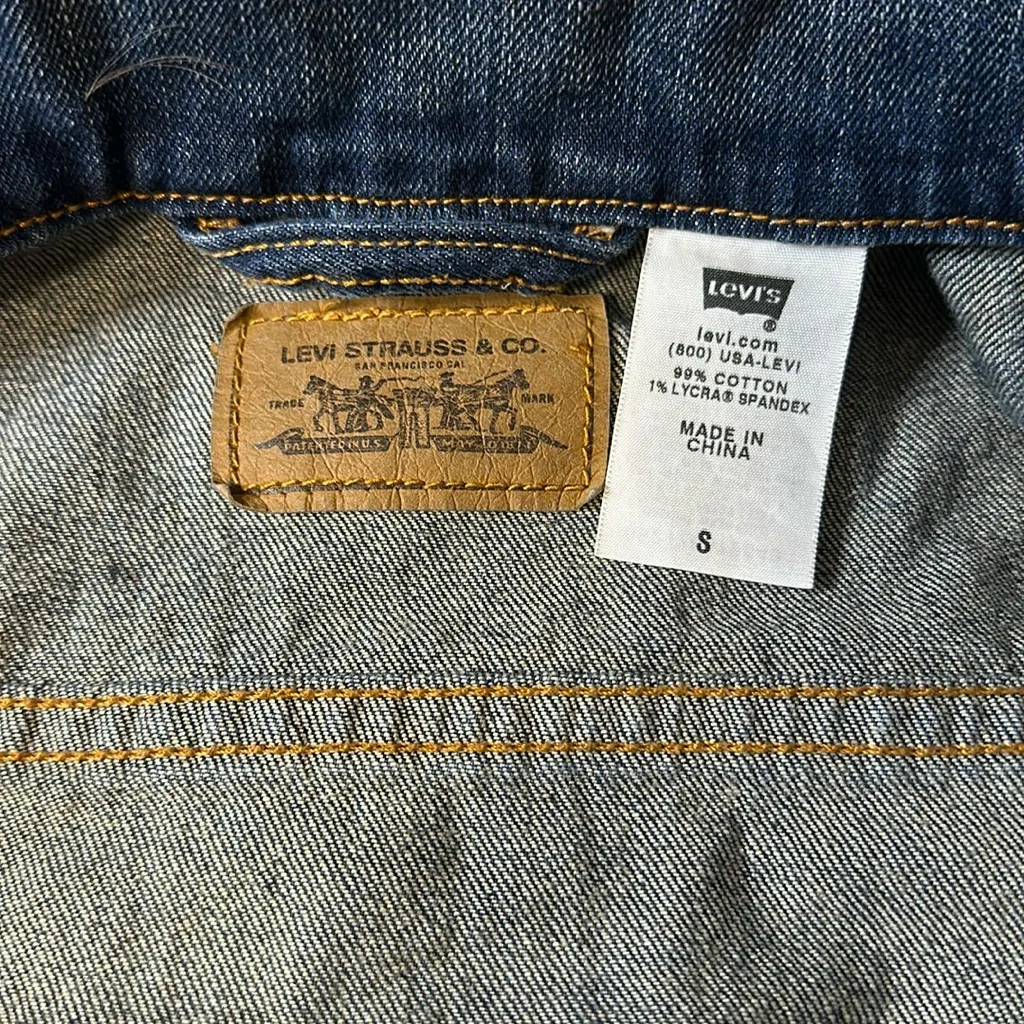 LEVI STRAUSS & CO.
SAN FRANCISCO CAL
TRADE MARK
PATENTED IN U.S. MAY
LEVI'S
®
levi.com
(800) USA-LEVI
99% COTTON
1% LYCRA® SPANDEX
MADE IN
CHINA
S